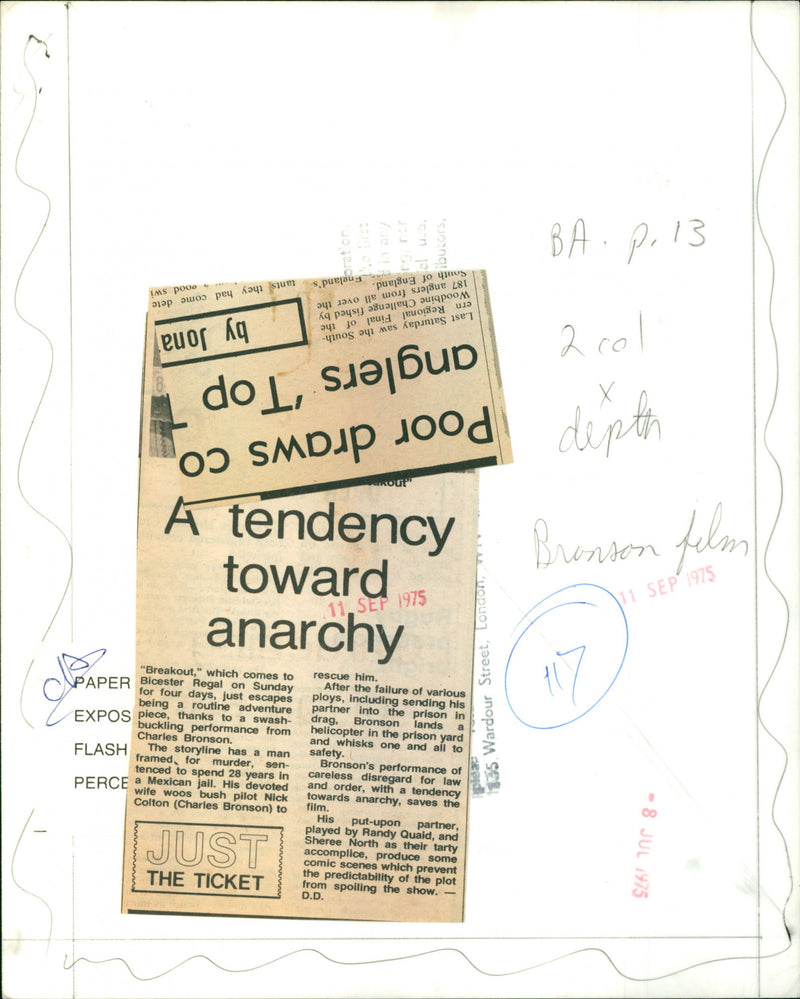 BA. p. 13
2 col
x
depth
Bronson film
11 SEP 1975
117
- 8 JUL 1975
PAPER
EXPOS
FLASH
PERCE
135, Wardour Street, London,
Poor draws co
anglers 'Top
by Jona
Last Saturday saw the South-
ern Regional Final of the
Woodbine Challenge fished by
187 anglers from all over the
South of England.
England's
tants they had come dete
A tendency
toward
anarchy
11 SEP 1975
"Breakout," which comes to
Bicester Regal on Sunday
for four days, just escapes
being a routine adventure
piece, thanks to a swash-
buckling performance from
Charles Bronson.
The storyline has a man
framed, for murder, sen-
tenced to spend 28 years in
a Mexican jail. His devoted
wife woos bush pilot Nick
Colton (Charles Bronson) to
rescue him.
After the failure of various
ploys, including sending his
partner into the prison in
drag, Bronson lands a
helicopter in the prison yard
and whisks one and all to
safety.
Bronson's performance of
careless disregard for law
and order, with a tendency
towards anarchy, saves the
film.
His put-upon partner,
played by Randy Quaid, and
Sheree North as their tarty
accomplice, produce some
comic scenes which prevent
the predictability of the plot
from spoiling the show. —
D.D.
JUST
THE TICKET